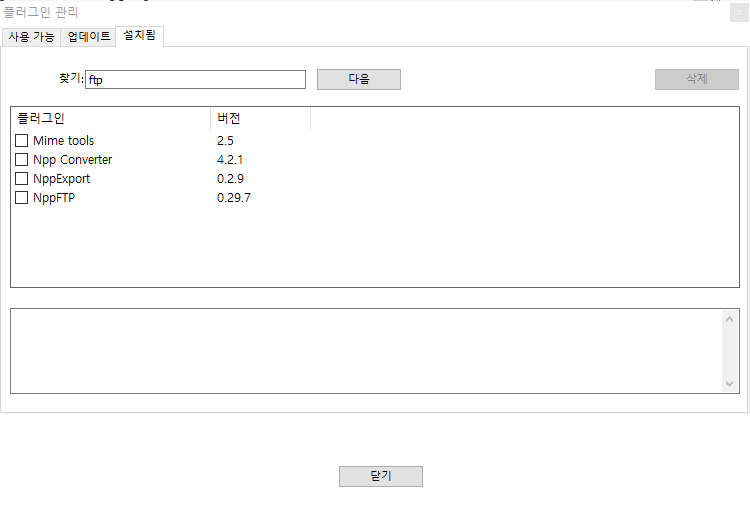 플러그인 관리
사용 가능 업데이트 설치됨
찾기: ftp 다음 삭제
플러그인 버전
Mime tools 2.5
Npp Converter 4.2.1
NppExport 0.2.9
NppFTP 0.29.7
닫기